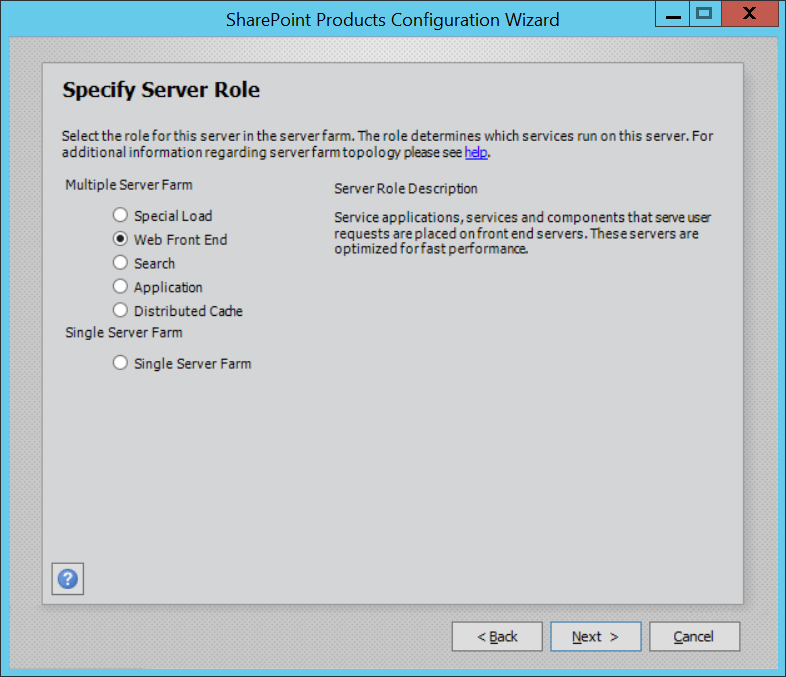 SharePoint Products Configuration Wizard
X
Specify Server Role
Select the role for this server in the server farm. The role determines which services run on this server. For
additional information regarding server farm topology please see help.
Multiple Server Farm
Special Load
Web Front End
Search
Application
Distributed Cache
Single Server Farm
Single Server Farm
Server Role Description
Service applications, services and components that serve user
requests are placed on front end servers. These servers are
optimized for fast performance.
?
< Back
Next >
Cancel